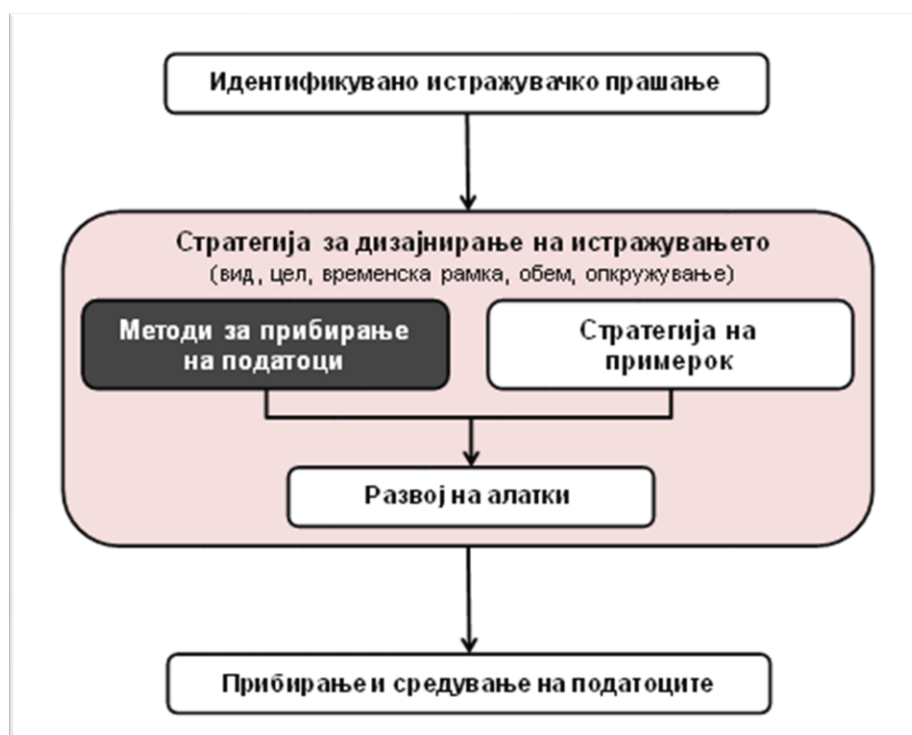 Идентификувано истражувачко прашање
Стратегија за дизајнирање на истражувањето
(вид, цел, временска рамка, обем, опкружување)
Методи за прибирање
на податоци
Стратегија на
примерок
Развој на алатки
Прибирање и средување на податоците